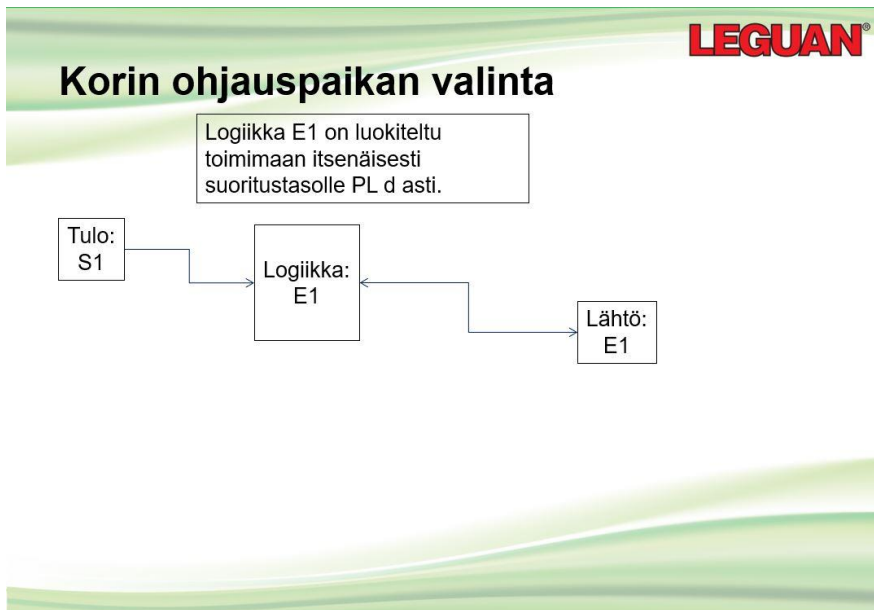 LEGUAN®
Korin ohjauspaikan valinta
Logiikka E1 on luokiteltu
toimimaan itsenäisesti
suoritustasolle PL d asti.
Tulo:
S1
Logiikka:
E1
Lähtö:
E1